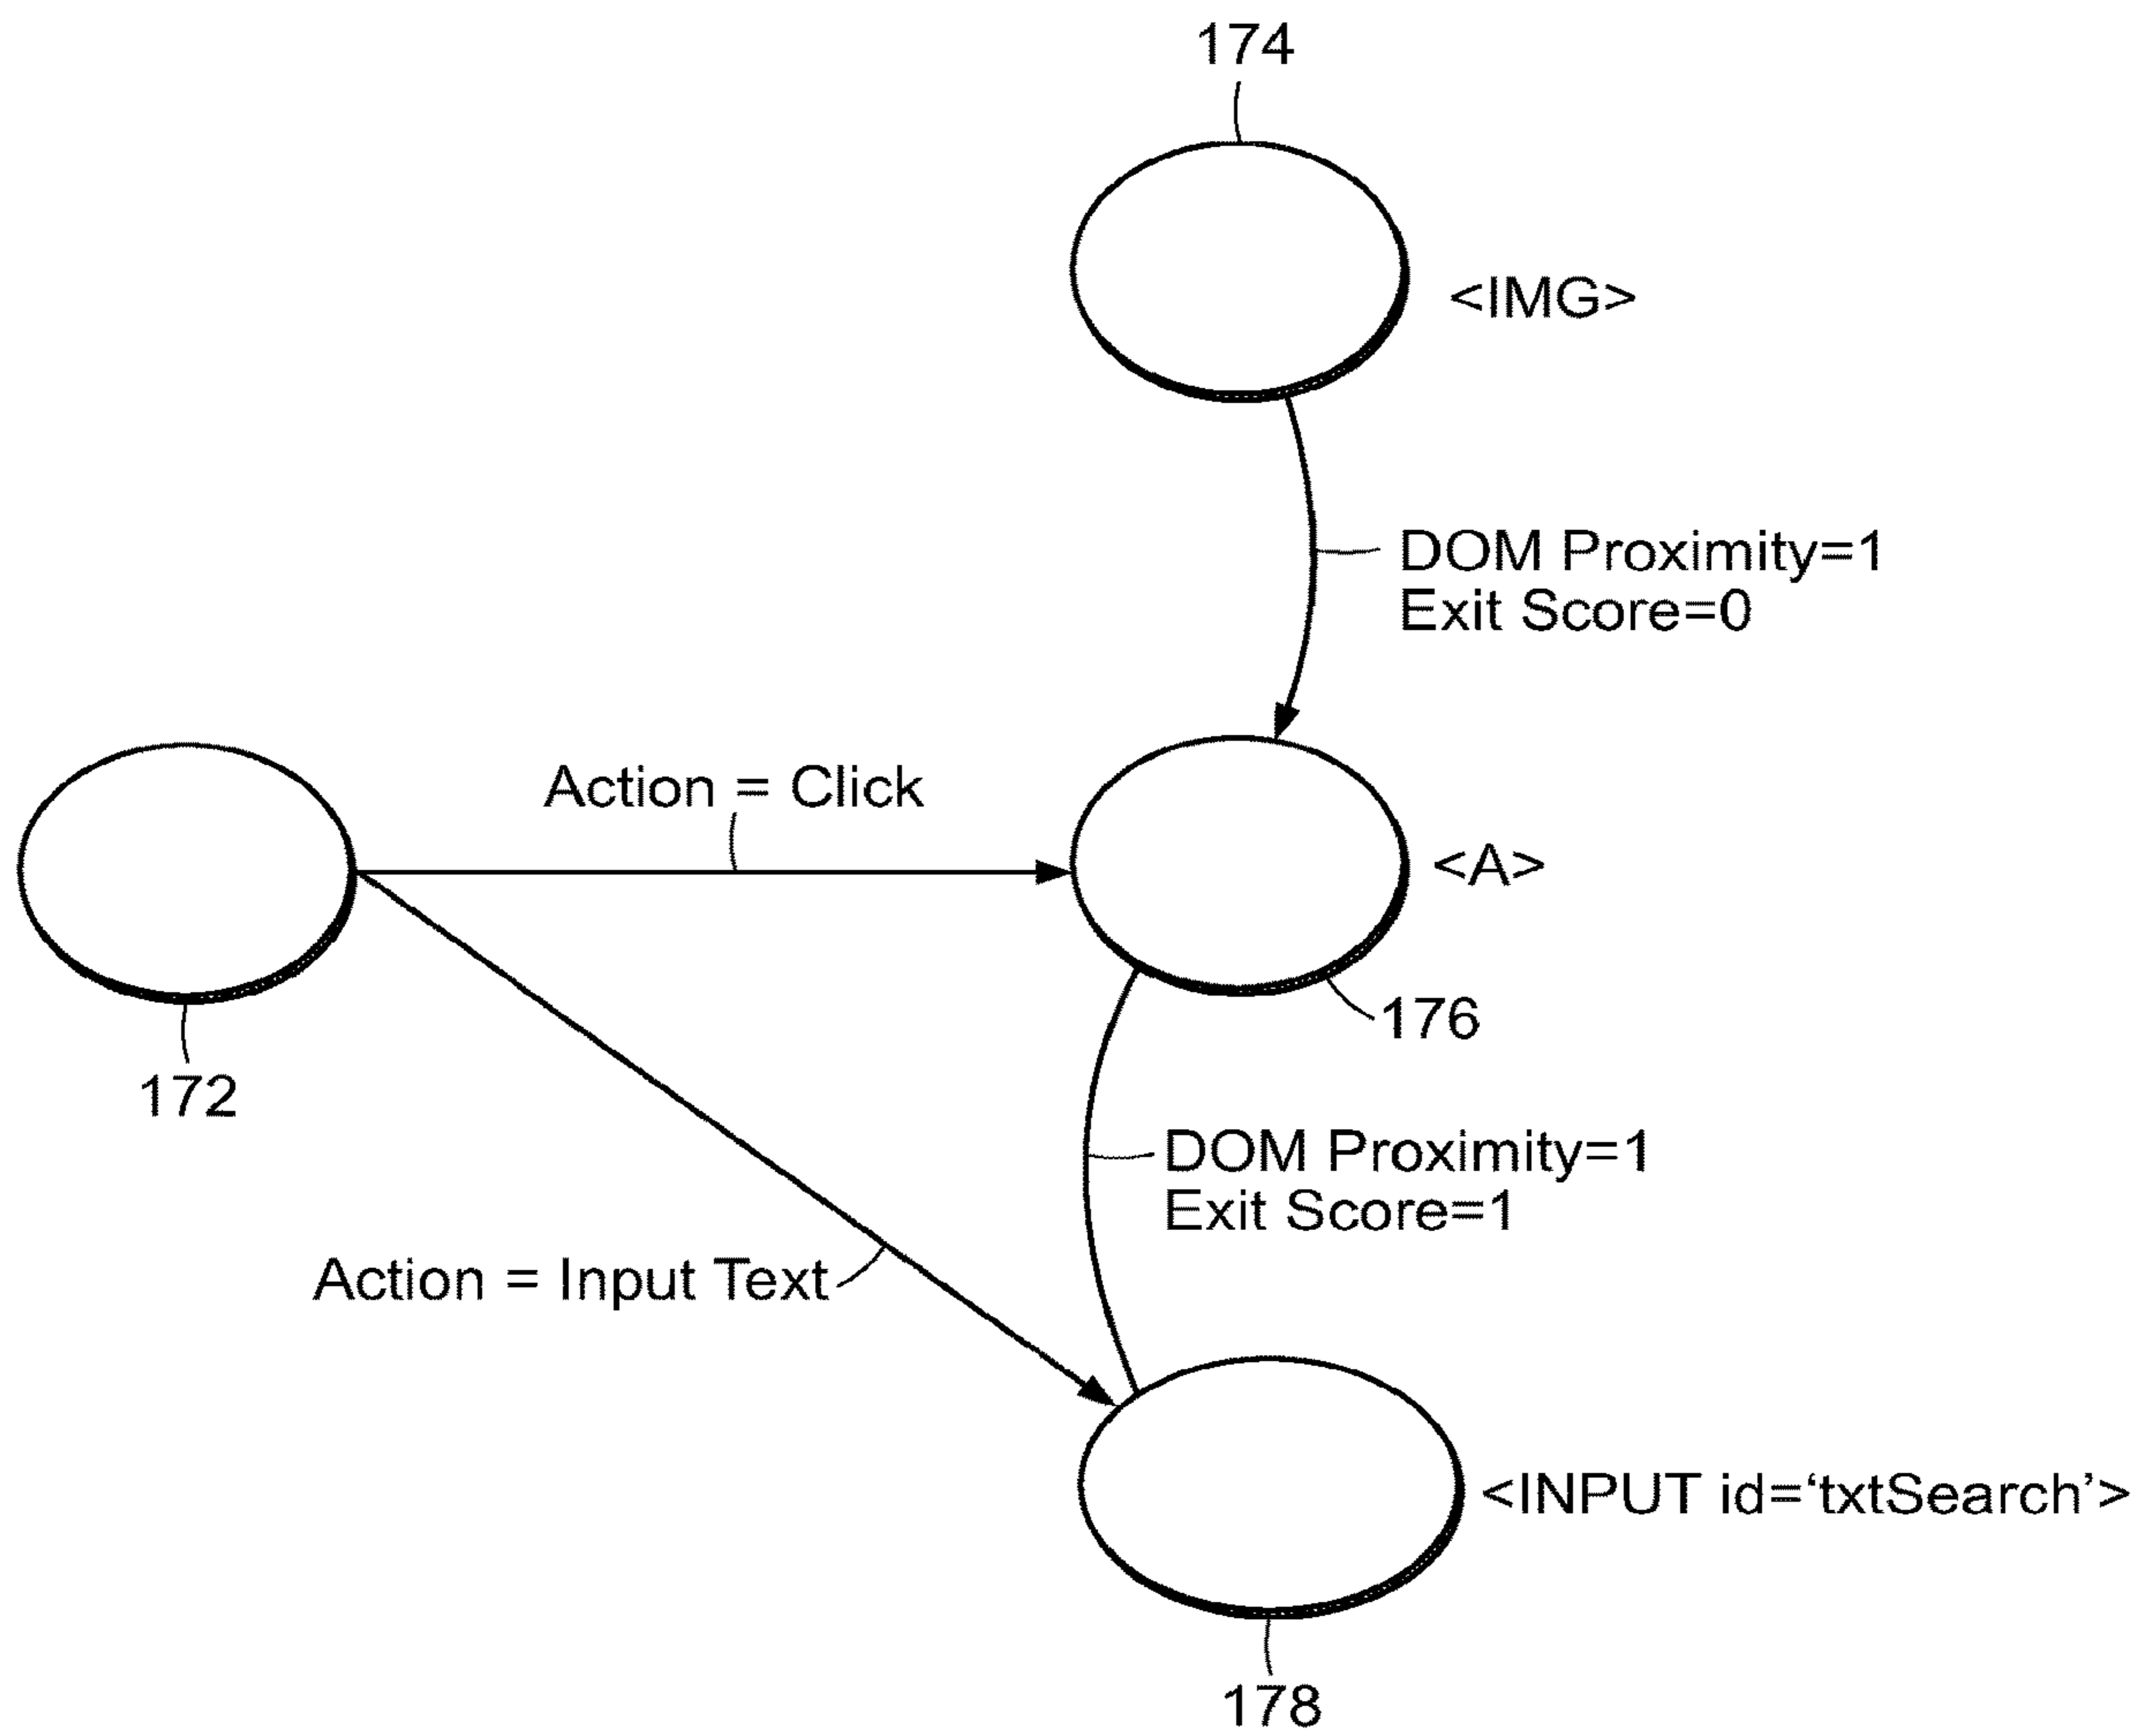 174
<IMG>
DOM Proximity=1
Exit Score=0
Action = Click
<A>
176
172
DOM Proximity=1
Exit Score=1
Action = Input Text
<INPUT id=‘txtSearch’>
178